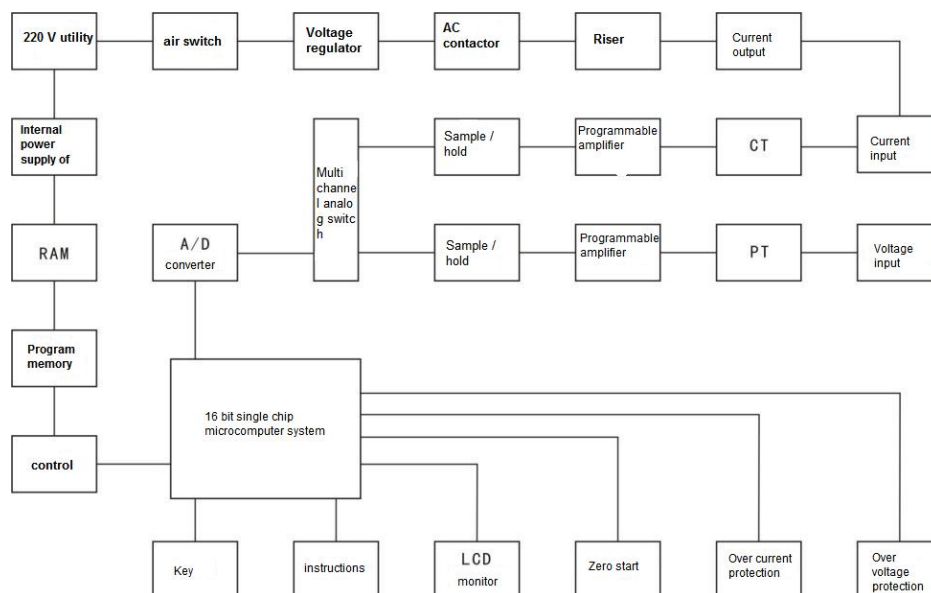 220 V utility
air switch
Voltage
regulator
AC
contactor
Riser
Current
output
Internal
power
supply of
Multi
channe
l analo
g switc
h
Sample /
hold
Programmable
amplifier
CT
Current
input
RAM
A/D
converter
Sample /
hold
Programmable
amplifier
PT
Voltage
input
Program
memory
16 bit single chip
microcomputer system
control
Key
instructions
LCD
monitor
Zero start
Over current
protection
Over
voltage
protection